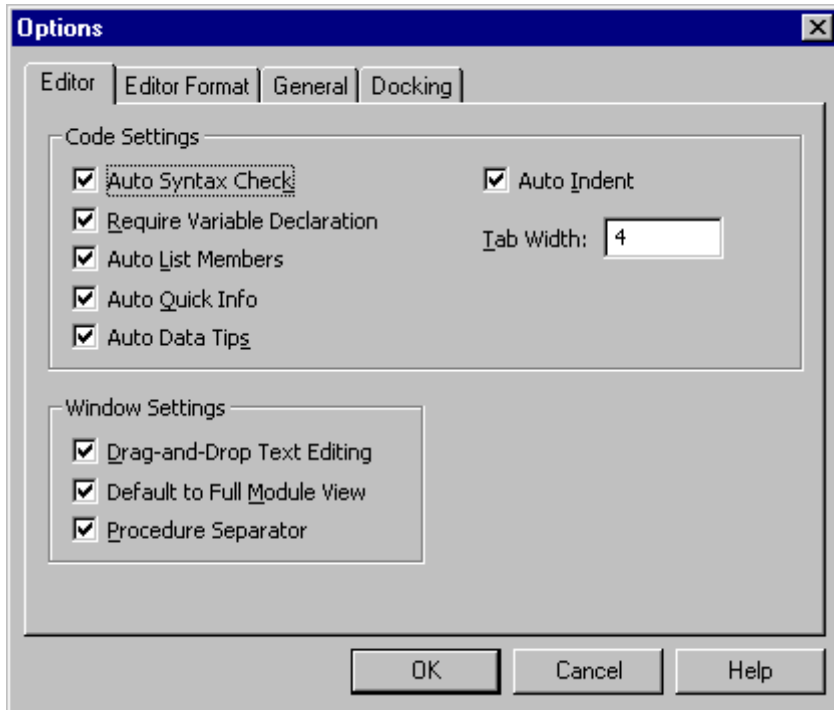 Options
Editor Editor Format General Docking
Code Settings
Auto Syntax Check Auto Indent
Require Variable Declaration
Tab Width: 4
Auto List Members
Auto Quick Info
Auto Data Tips
Window Settings
Drag-and-Drop Text Editing
Default to Full Module View
Procedure Separator
OK Cancel Help